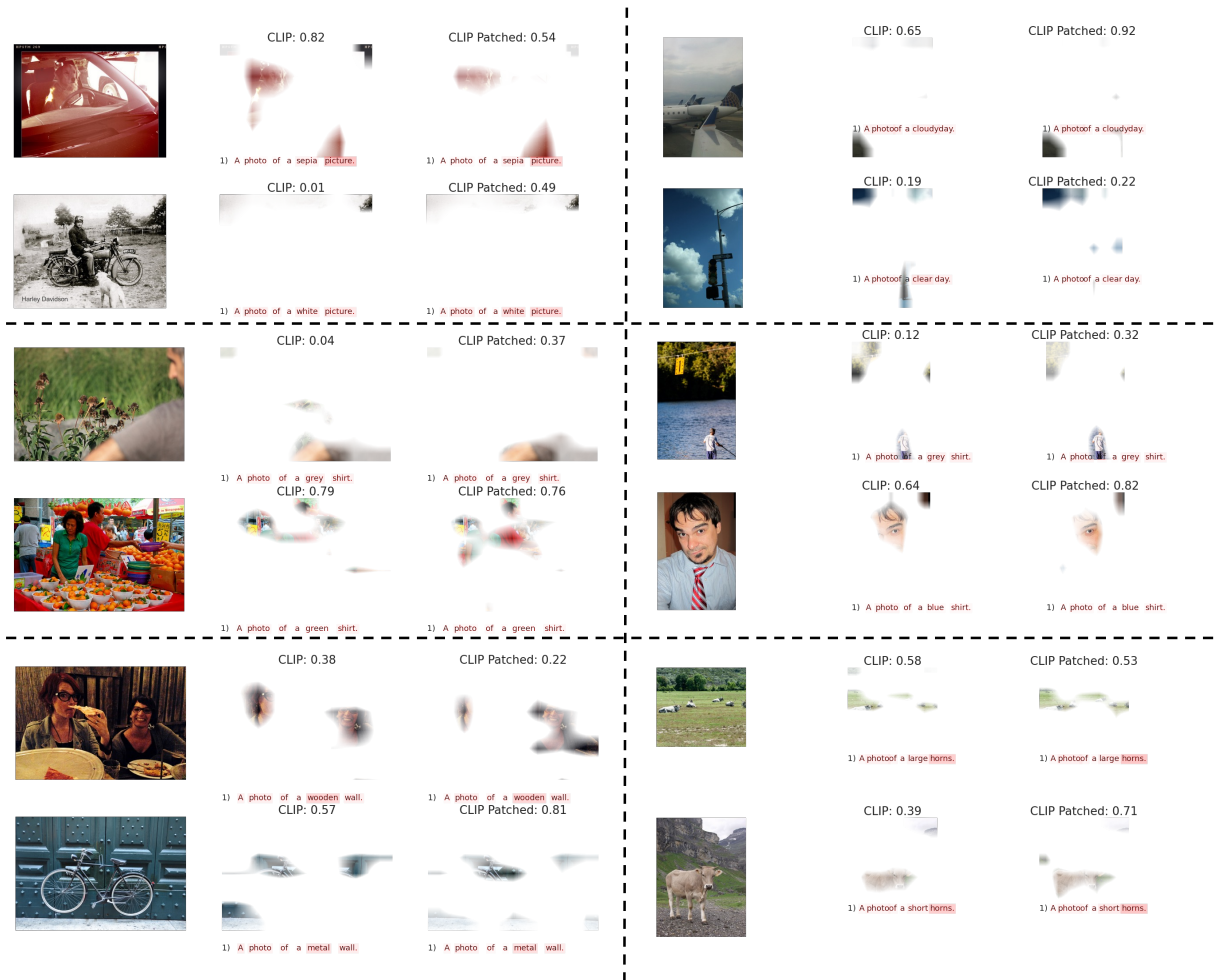 CLIP: 0.82
CLIP Patched: 0.54
1) A photo of a sepia picture.
1) A photo of a sepia picture.
CLIP: 0.01
CLIP Patched: 0.49
Harley Davidson
1) A photo of a white picture.
1) A photo of a white picture.
CLIP: 0.65
CLIP Patched: 0.92
1) A photoof a cloudyday.
1) A photoof a cloudyday.
CLIP: 0.19
CLIP Patched: 0.22
1) A photoof a clear day.
1) A photoof a clear day.
CLIP: 0.04
CLIP Patched: 0.37
1) A photo of a grey shirt.
1) A photo of a grey shirt.
CLIP: 0.79
CLIP Patched: 0.76
1) A photo of a green shirt.
1) A photo of a green shirt.
CLIP: 0.12
CLIP Patched: 0.32
1) A photo of a grey shirt.
1) A photo of a grey shirt.
CLIP: 0.64
CLIP Patched: 0.82
1) A photo of a blue shirt.
1) A photo of a blue shirt.
CLIP: 0.38
CLIP Patched: 0.22
1) A photo of a wooden wall.
1) A photo of a wooden wall.
CLIP: 0.57
CLIP Patched: 0.81
1) A photo of a metal wall.
1) A photo of a metal wall.
CLIP: 0.58
CLIP Patched: 0.53
1) A photoof a large horns.
1) A photoof a large horns.
CLIP: 0.39
CLIP Patched: 0.71
1) A photoof a short horns.
1) A photoof a short horns.